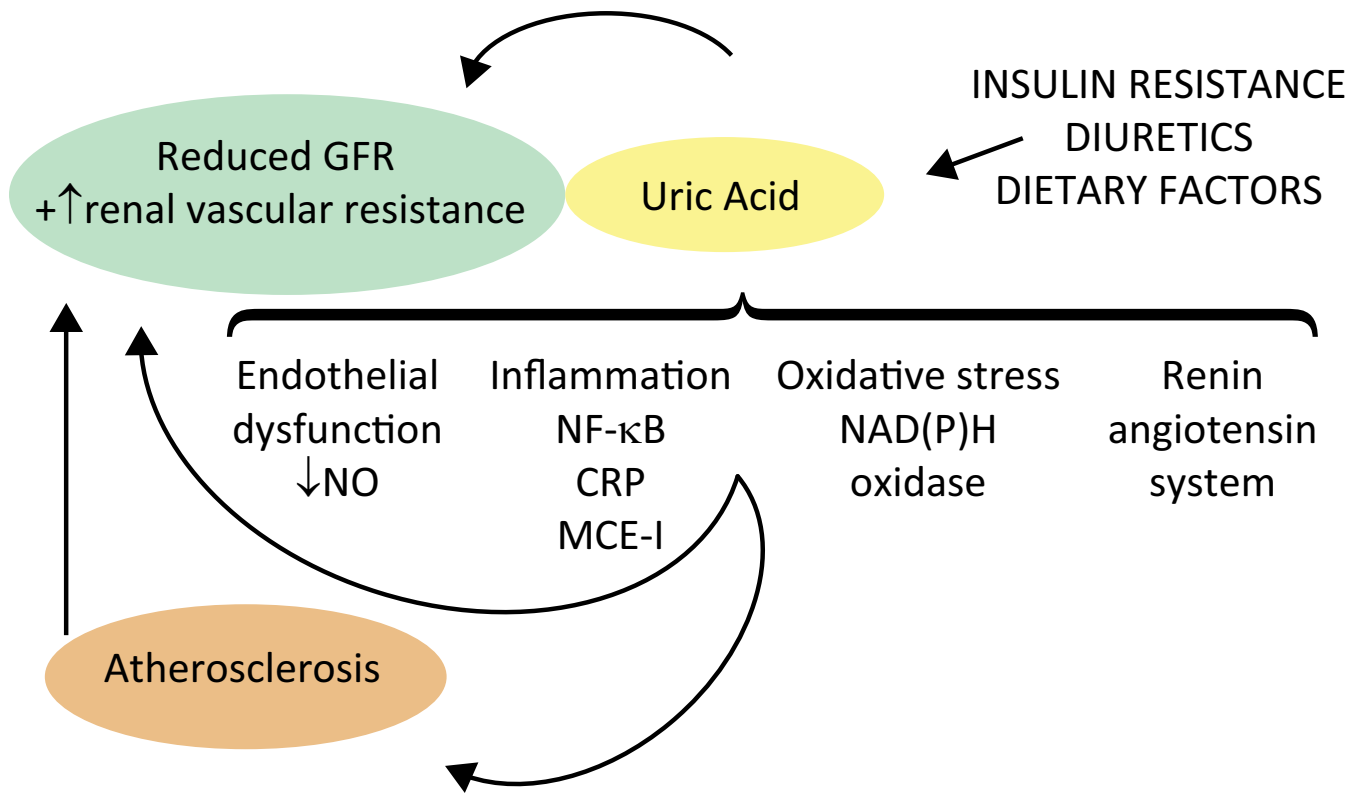 INSULIN RESISTANCE
DIURETICS
DIETARY FACTORS
Reduced GFR
+↑renal vascular resistance
Uric Acid
Endothelial
dysfunction
↓NO
Inflammation
NF-κB
CRP
MCE-I
Oxidative stress
NAD(P)H
oxidase
Renin
angiotensin
system
Atherosclerosis